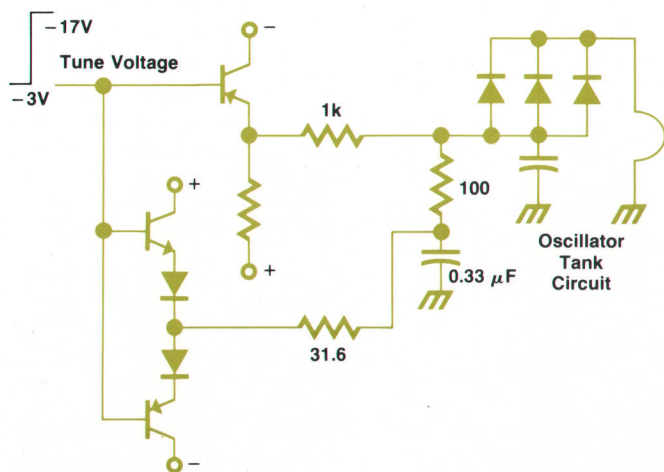 −17V
Tune Voltage
−3V
−
1k
+
100
+
0.33 μF
Oscillator
Tank
Circuit
31.6
−